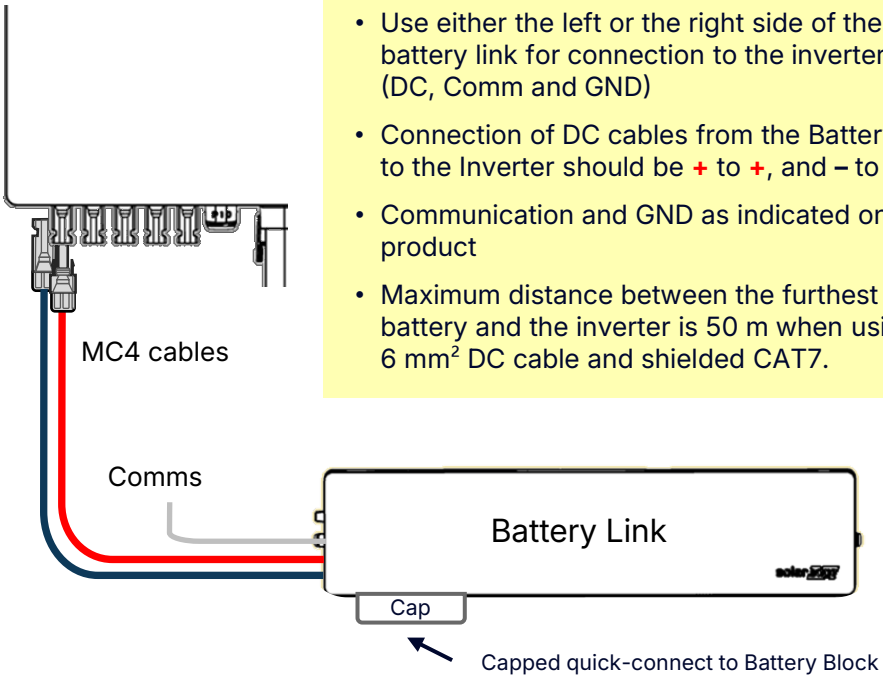 • Use either the left or the right side of the
battery link for connection to the inverter
(DC, Comm and GND)
• Connection of DC cables from the Batter
to the Inverter should be + to +, and – to
• Communication and GND as indicated or
product
• Maximum distance between the furthest
battery and the inverter is 50 m when usi
6 mm² DC cable and shielded CAT7.
MC4 cables
Comms
Battery Link
solaredge
Cap
Capped quick-connect to Battery Block